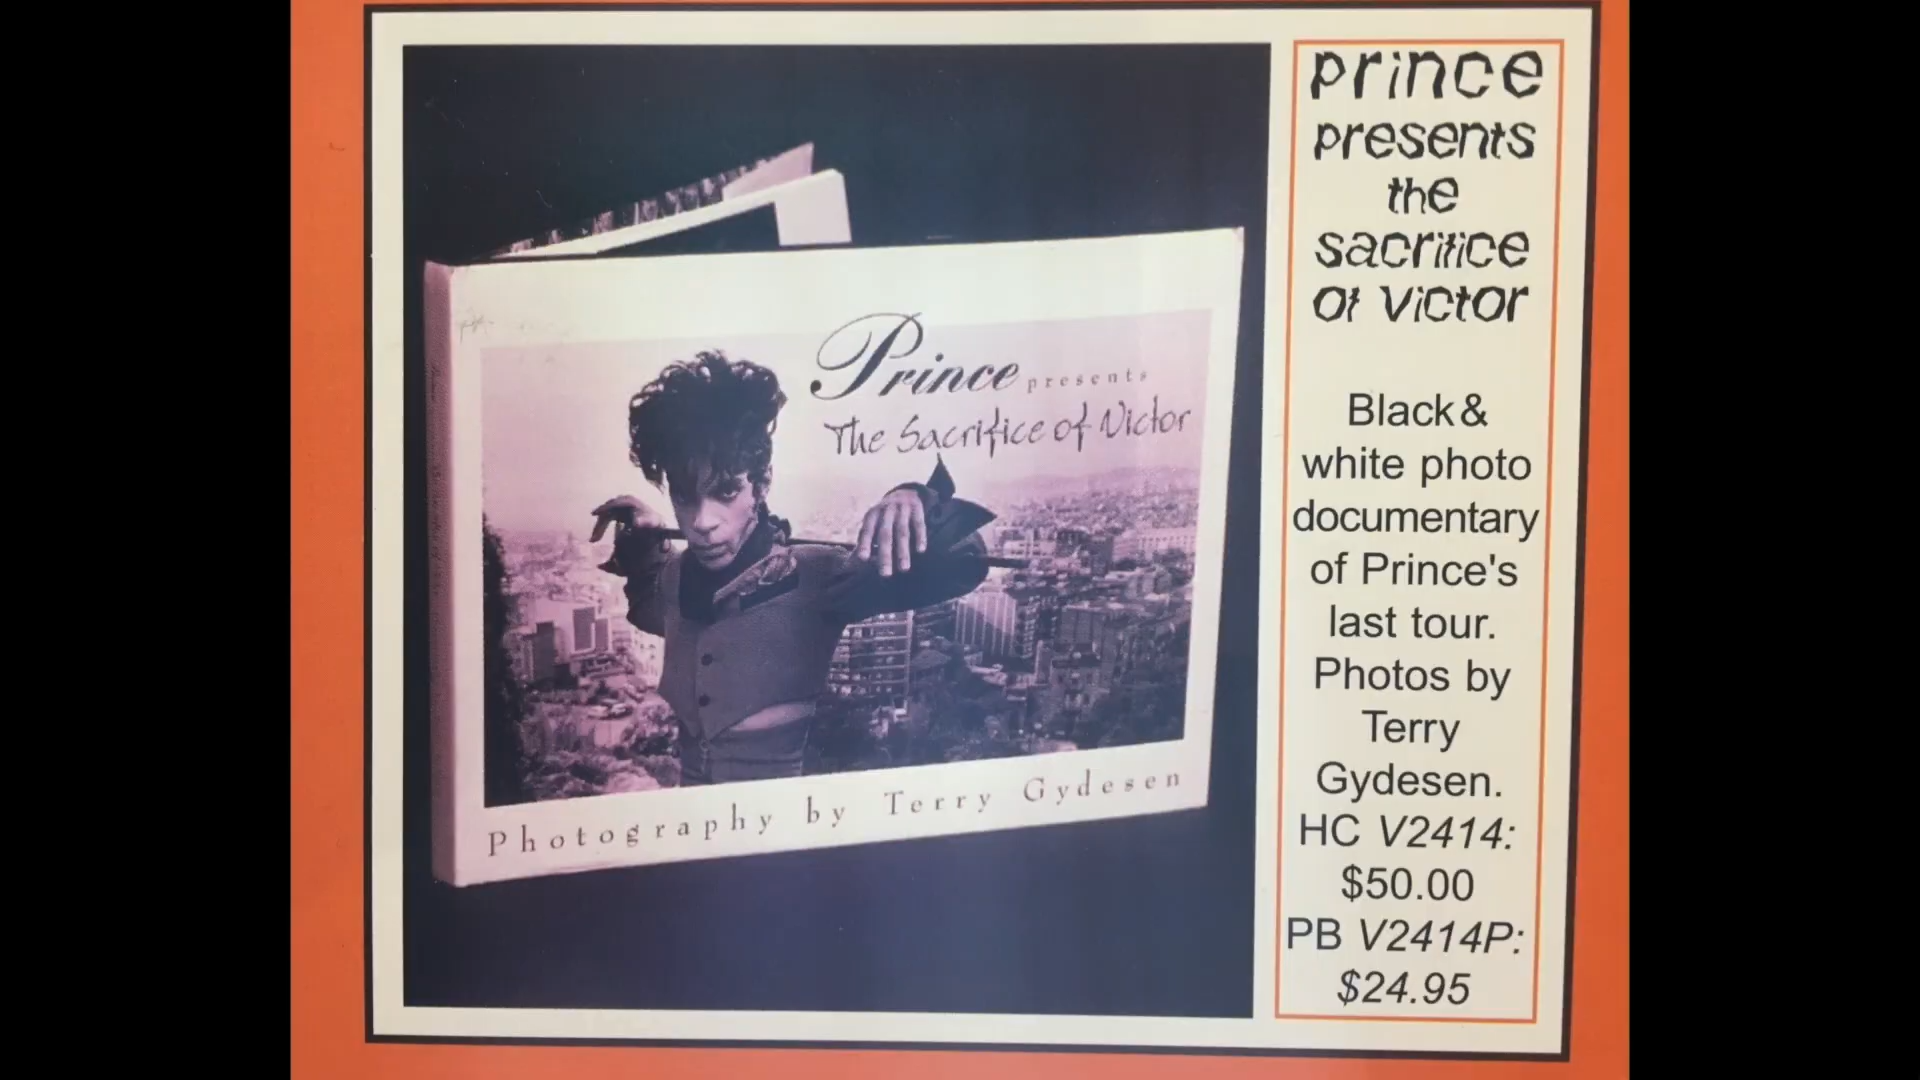 Prince presents
The Sacrifice of Victor
Photography by Terry Gydesen
prince
presents
the
sacrifice
of victor
Black &
white photo
documentary
of Prince's
last tour.
Photos by
Terry
Gydesen.
HC V2414:
$50.00
PB V2414P:
$24.95